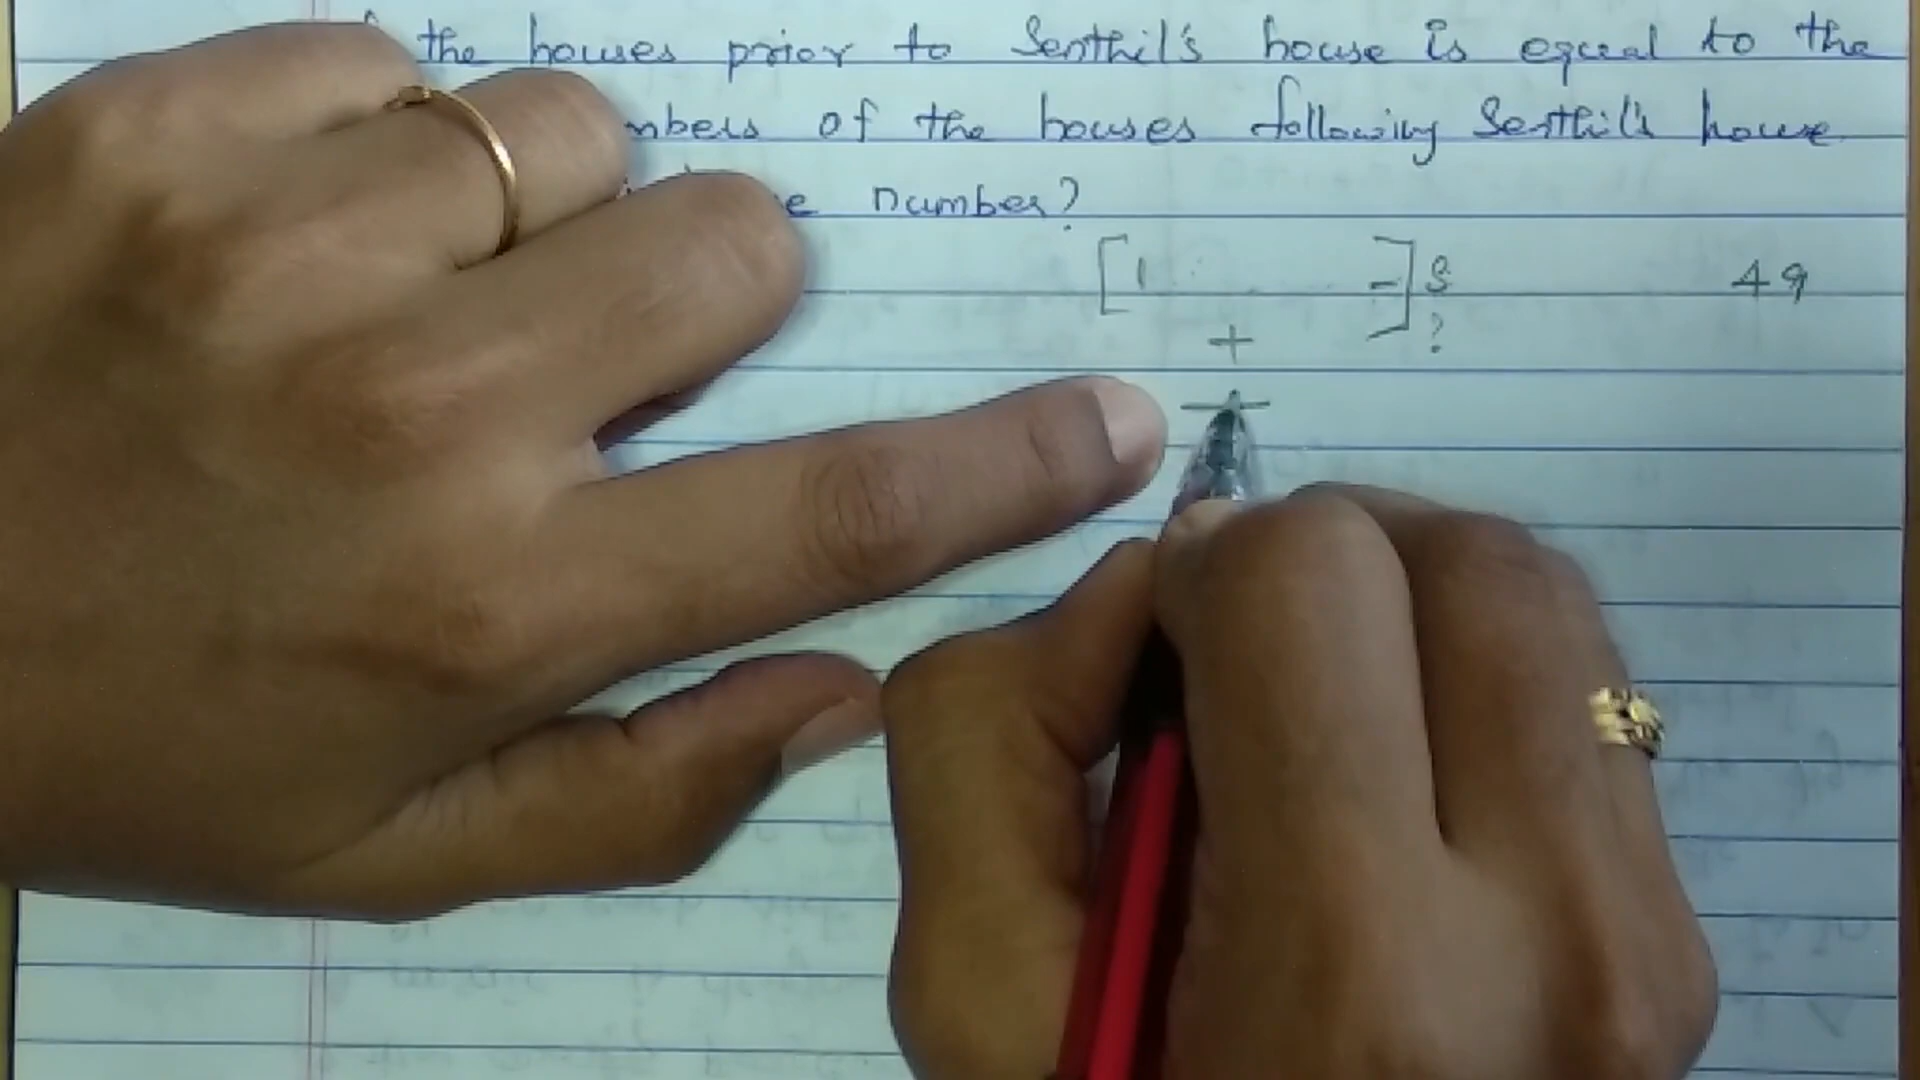 the houses prior to Senthil's house is equal to the
numbers of the houses following Senthil's house
number?
[1 -] S 49
+ ?